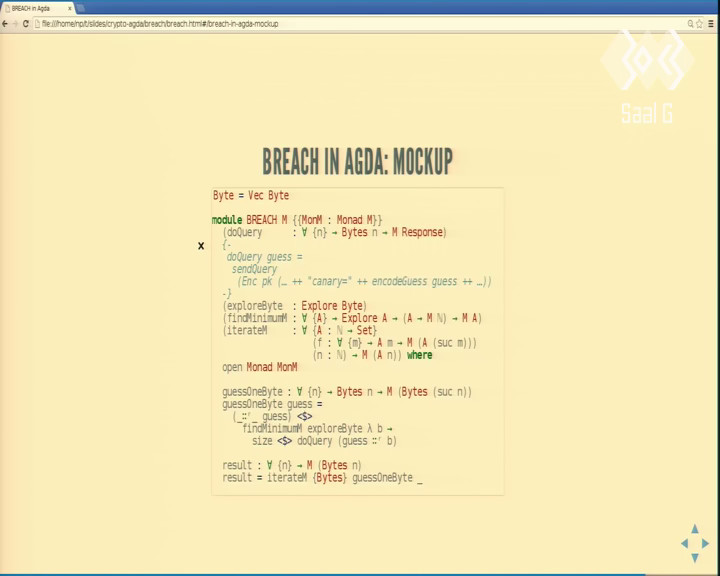 BREACH in Agda
file:///home/np/t/slides/crypto-agda/breach/breach.html#/breach-in-agda-mockup
Saal G
BREACH IN AGDA: MOCKUP
Byte = Vec Byte
module BREACH M {{MonM : Monad M}}
(doQuery : ∀ {n} → Bytes n → M Response)
x
{-
doQuery guess =
sendQuery
(Enc pk (… ++ "canary=" ++ encodeGuess guess ++ …))
-}
(exploreByte : Explore Byte)
(findMinimumM : ∀ {A} → Explore A → (A → M ℕ) → M A)
(iterateM : ∀ {A : ℕ → Set}
(f : ∀ {m} → A m → M (A (suc m)))
(n : ℕ) → M (A n)) where
open Monad MonM
guessOneByte : ∀ {n} → Bytes n → M (Bytes (suc n))
guessOneByte guess =
(_∷ʳ_ guess) <$>
findMinimumM exploreByte λ b →
size <$> doQuery (guess ∷ʳ b)
result : ∀ {n} → M (Bytes n)
result = iterateM {Bytes} guessOneByte _